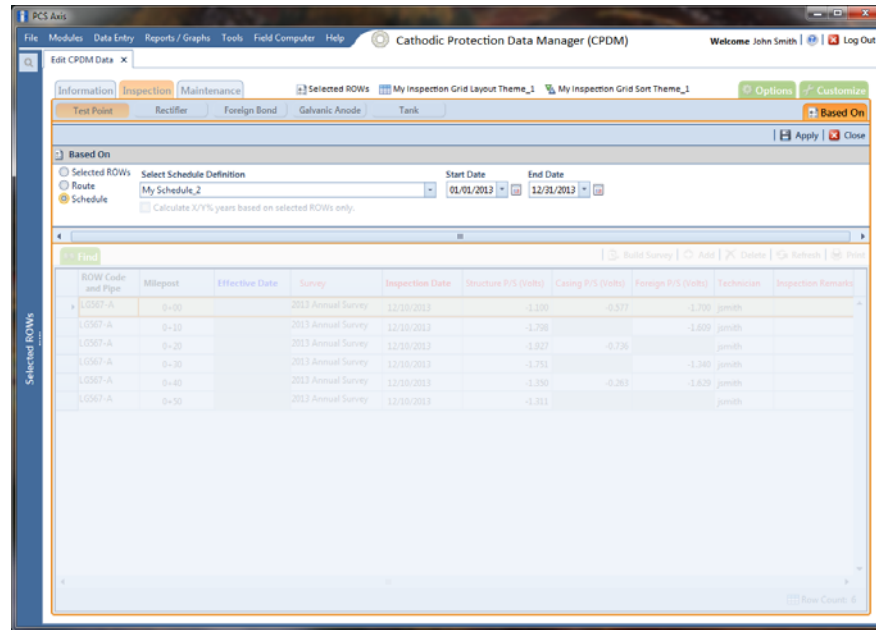 PCS Axis
File Modules Data Entry Reports / Graphs Tools Field Computer Help Cathodic Protection Data Manager (CPDM) Welcome John Smith | Log Out
Edit CPDM Data X
Information Inspection Maintenance Selected ROWs My Inspection Grid Layout Theme_1 My Inspection Grid Sort Theme_1 Options Customize
Test Point Rectifier Foreign Bond Galvanic Anode Tank Based On
Apply Close
Based On
Selected ROWs Select Schedule Definition Start Date End Date
Route My Schedule_2 01/01/2013 12/31/2013
Schedule
Calculate X/Y% years based on selected ROWs only.
Find Build Survey Add Delete Refresh Print
ROW Code and Pipe Milepost Effective Date Survey Inspection Date Structure P/S (Volts) Casing P/S (Volts) Foreign P/S (Volts) Technician Inspection Remarks
LG567-A 0+00 2013 Annual Survey 12/10/2013 -1.100 -0.577 -1.700 jsmith
LG567-A 0+10 2013 Annual Survey 12/10/2013 -1.798 -1.609 jsmith
LG567-A 0+20 2013 Annual Survey 12/10/2013 -1.927 -0.736 jsmith
LG567-A 0+30 2013 Annual Survey 12/10/2013 -1.751 -1.340 jsmith
LG567-A 0+40 2013 Annual Survey 12/10/2013 -1.350 -0.263 -1.629 jsmith
LG567-A 0+50 2013 Annual Survey 12/10/2013 -1.311 jsmith
Selected ROWs
Row Count: